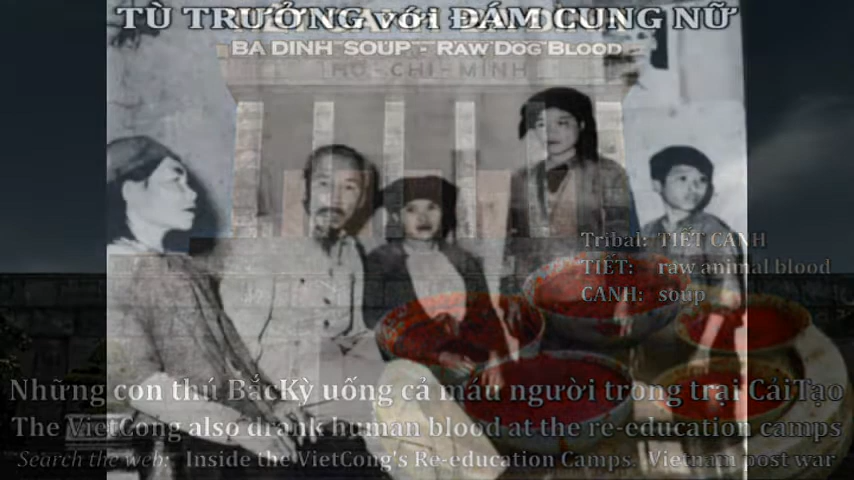 TÙ TRƯỞNG với ĐÁM CUNG NỮ
BA DINH SOUP - RAW DOG BLOOD
HỒ - CHÍ - MINH
Tribal: TIẾT CANH
TIẾT: raw animal blood
CANH: soup
Những con thú BắcKỳ uống cả máu người trong trại CảiTạo
The VietCong also drank human blood at the re-education camps
Search the web: Inside the VietCong's Re-education Camps. Vietnam post war